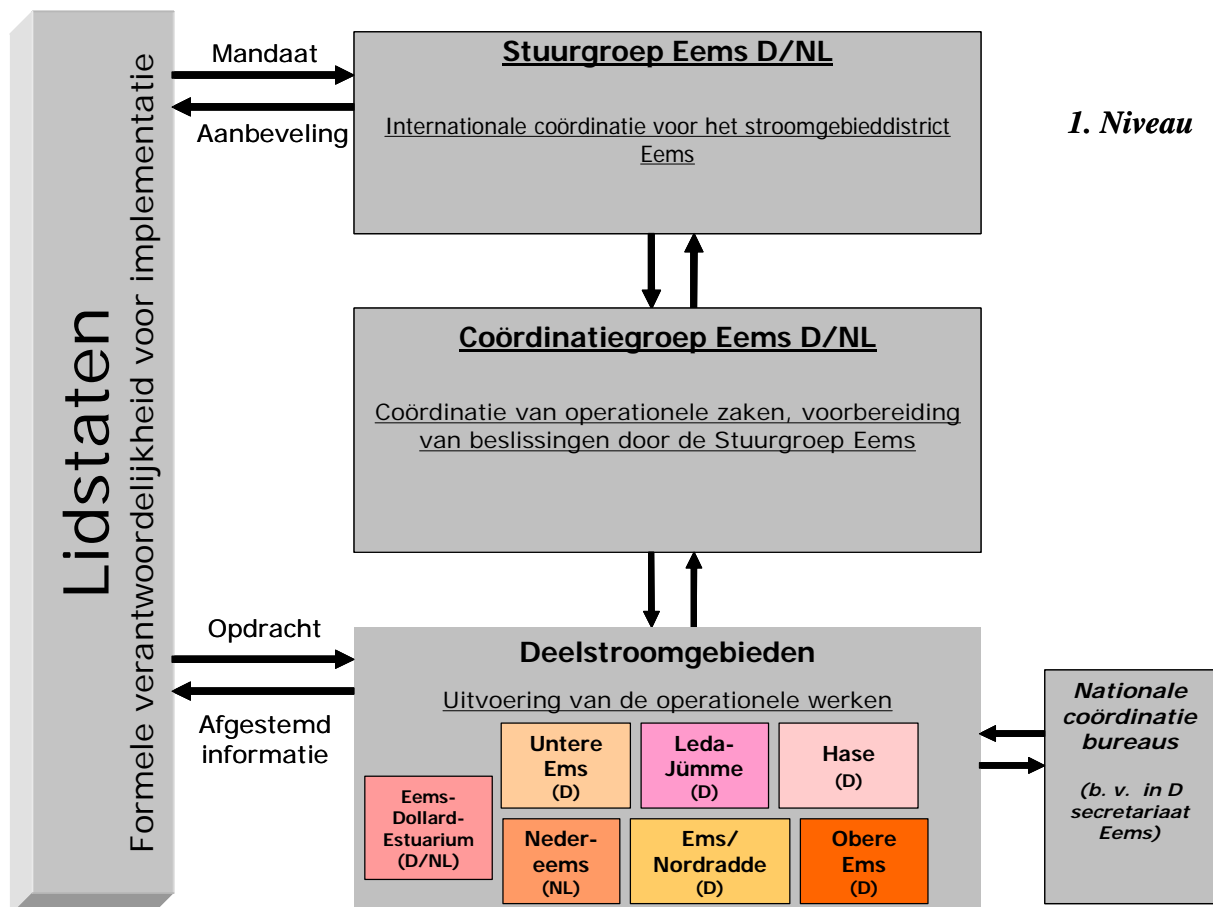 Lidstaten
Formele verantwoordelijkheid voor implementatie
Mandaat
Aanbeveling
Stuurgroep Eems D/NL
Internationale coördinatie voor het stroomgebieddistrict
Eems
1. Niveau
Coördinatiegroep Eems D/NL
Coördinatie van operationele zaken, voorbereiding
van beslissingen door de Stuurgroep Eems
Opdracht
Afgestemd
informatie
Deelstroomgebieden
Uitvoering van de operationele werken
Eems-
Dollard-
Estuarium
(D/NL)
Untere
Ems
(D)
Leda-
Jümme
(D)
Hase
(D)
Neder-
eems
(NL)
Ems/
Nordradde
(D)
Obere
Ems
(D)
Nationale
coördinatie
bureaus
(b. v. in D
secretariaat
Eems)